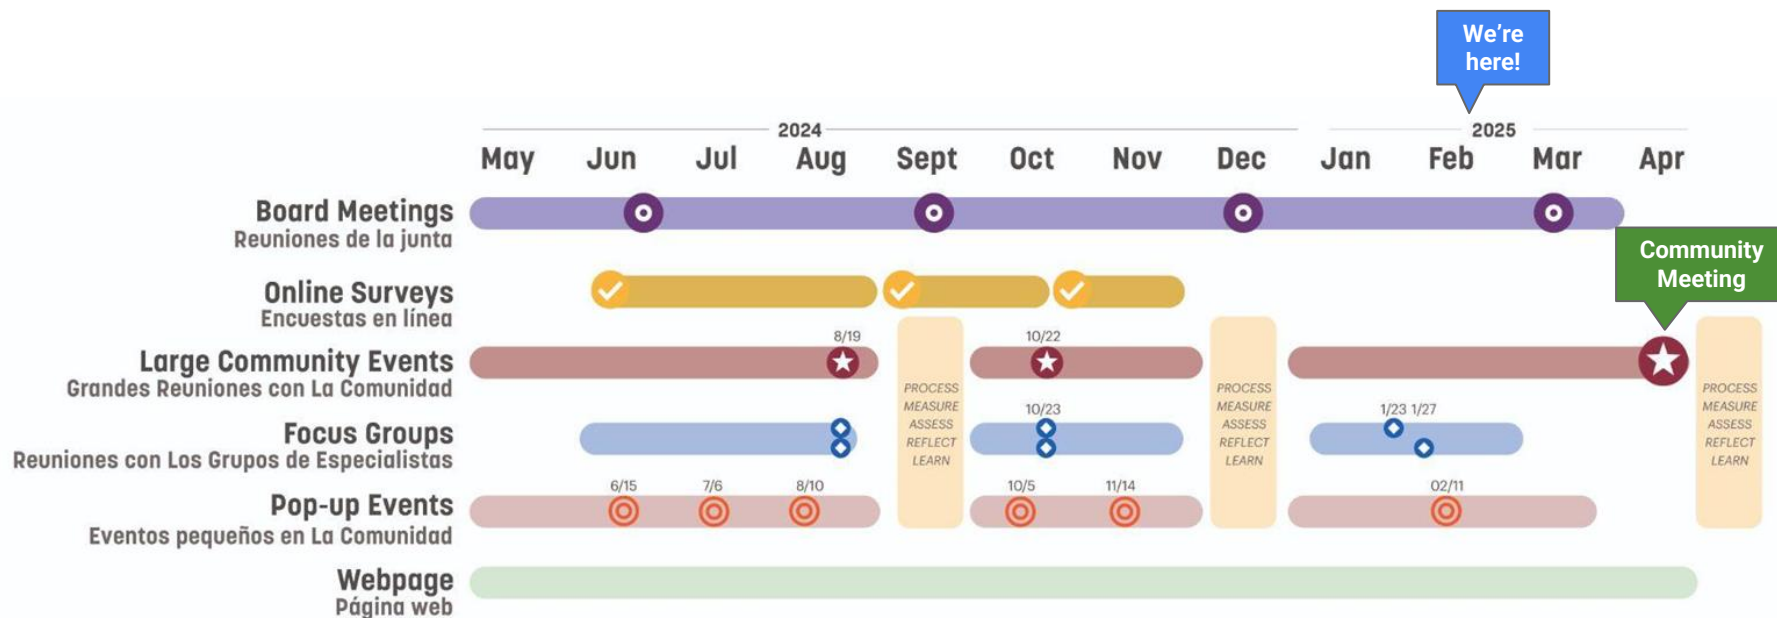 We're
here!
2024
2025
May Jun Jul Aug Sept Oct Nov Dec Jan Feb Mar Apr
Board Meetings
Reuniones de la junta
Community
Meeting
Online Surveys
Encuestas en línea
8/19 10/22
Large Community Events
Grandes Reuniones con La Comunidad
PROCESS
MEASURE
ASSESS
REFLECT
LEARN
PROCESS
MEASURE
ASSESS
REFLECT
LEARN
PROCESS
MEASURE
ASSESS
REFLECT
LEARN
10/23 1/23 1/27
Focus Groups
Reuniones con Los Grupos de Especialistas
6/15 7/6 8/10 10/5 11/14 02/11
Pop-up Events
Eventos pequeños en La Comunidad
Webpage
Página web